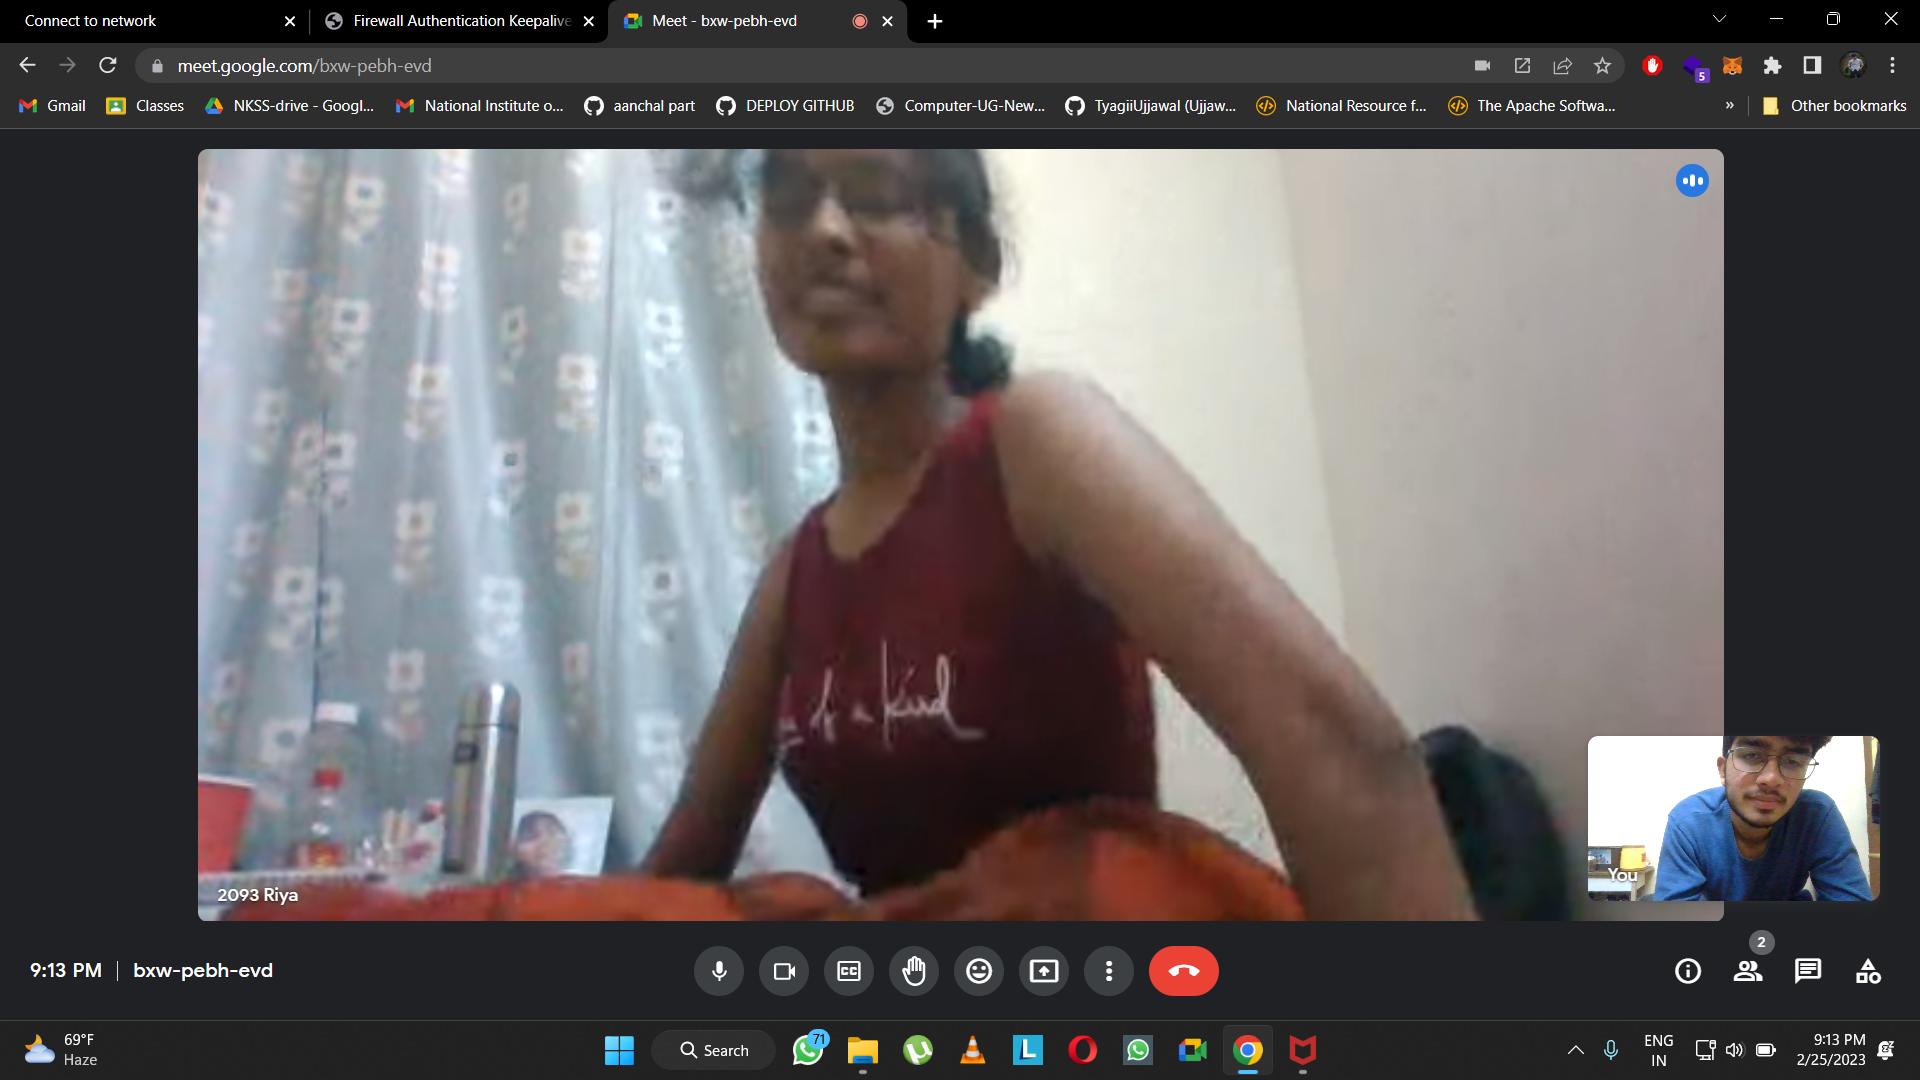 Connect to network
Firewall Authentication Keepalive
Meet - bxw-pebh-evd
meet.google.com/bxw-pebh-evd
5
Gmail
Classes
NKSS-drive - Googl...
National Institute o...
aanchal part
DEPLOY GITHUB
Computer-UG-New...
TyagiiUjjawal (Ujjaw...
National Resource f...
The Apache Softwa...
»
Other bookmarks
of a kind
2093 Riya
You
9:13 PM
bxw-pebh-evd
CC
2
69°F
Haze
Search
71
L
ENG
IN
9:13 PM
2/25/2023